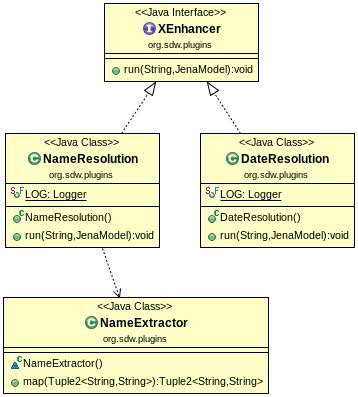 <<Java Interface>>
XEnhancer
org.sdw.plugins
run(String,JenaModel):void
<<Java Class>>
NameResolution
org.sdw.plugins
LOG: Logger
NameResolution()
run(String,JenaModel):void
<<Java Class>>
DateResolution
org.sdw.plugins
LOG: Logger
DateResolution()
run(String,JenaModel):void
<<Java Class>>
NameExtractor
org.sdw.plugins
NameExtractor()
map(Tuple2<String,String>):Tuple2<String,String>